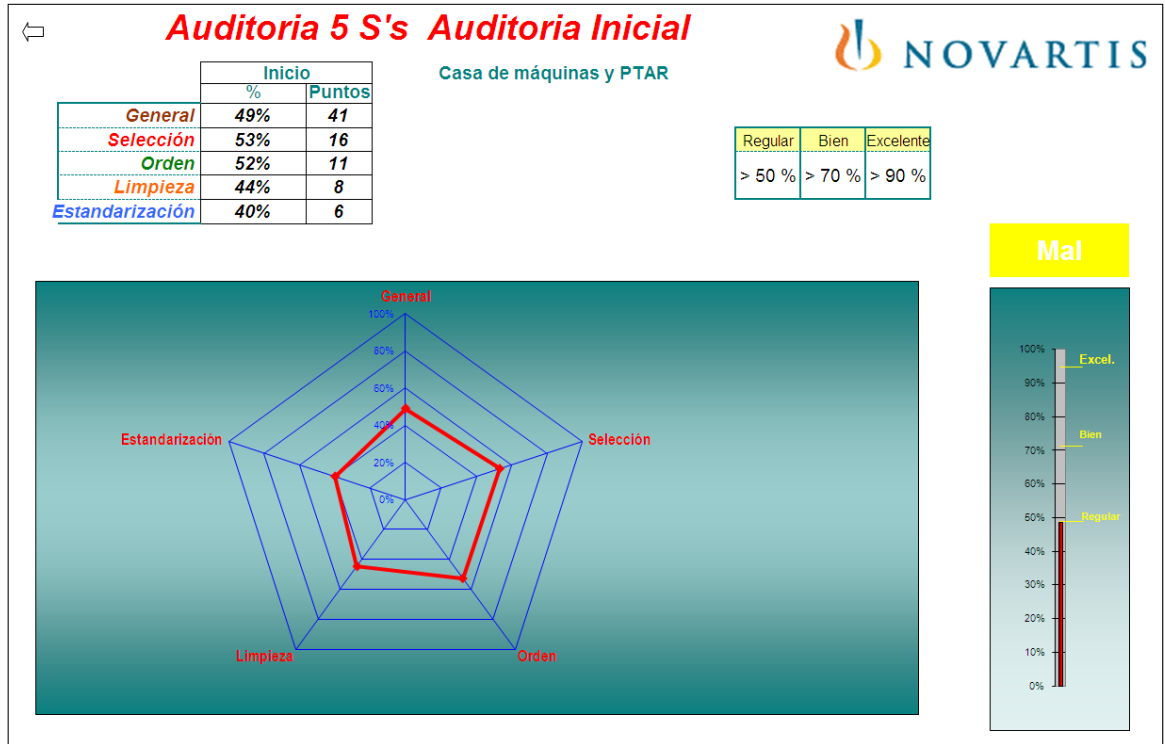 Auditoria 5 S's Auditoria Inicial
NOVARTIS
Casa de máquinas y PTAR
Inicio
% Puntos
General 49% 41
Selección 53% 16
Orden 52% 11
Limpieza 44% 8
Estandarización 40% 6
Regular Bien Excelente
> 50 % > 70 % > 90 %
Mal
General
100%
80%
60%
40%
20%
0%
Estandarización
Selección
Limpieza
Orden
100%
Excel.
90%
80%
Bien
70%
60%
50%
Regular
40%
30%
20%
10%
0%